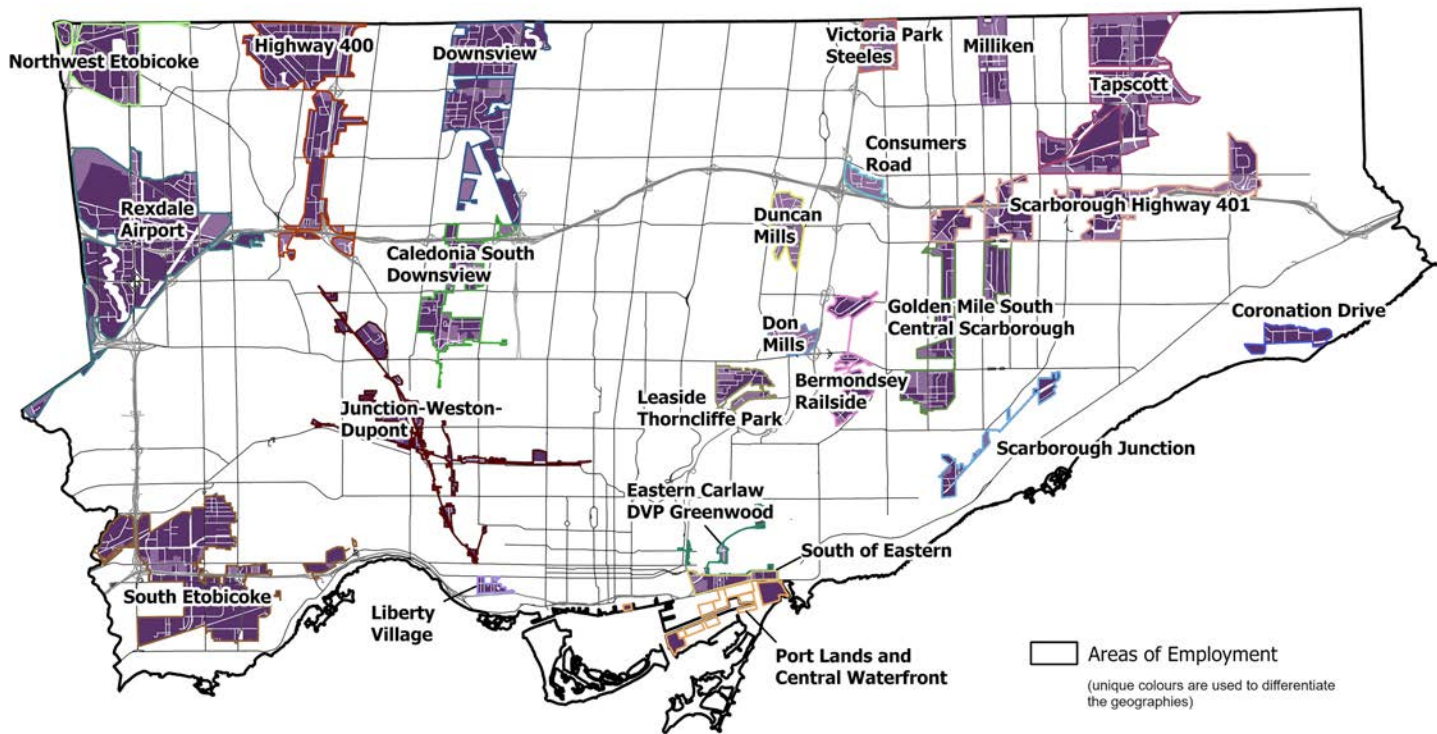 Northwest Etobicoke
Highway 400
Downsview
Victoria Park
Steeles
Milliken
Tapscott
Consumers
Road
Rexdale
Airport
Duncan
Mills
Scarborough Highway 401
Caledonia South
Downsview
Golden Mile South
Central Scarborough
Coronation Drive
Don
Mills
Bermondsey
Railside
Leaside
Thorncliffe Park
Junction-Weston-
Dupont
Scarborough Junction
Eastern Carlaw
DVP Greenwood
South of Eastern
South Etobicoke
Liberty
Village
Port Lands and
Central Waterfront
Areas of Employment
(unique colours are used to differentiate
the geographies)